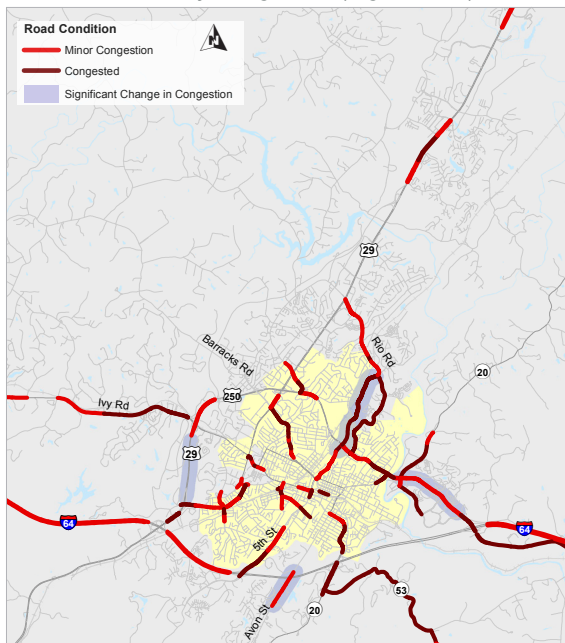 Road Condition
N
Minor Congestion
Congested
Significant Change in Congestion
29
Barracks Rd
Rio Rd
20
250
Ivy Rd
29
64
5th St
64
53
Avon St
20